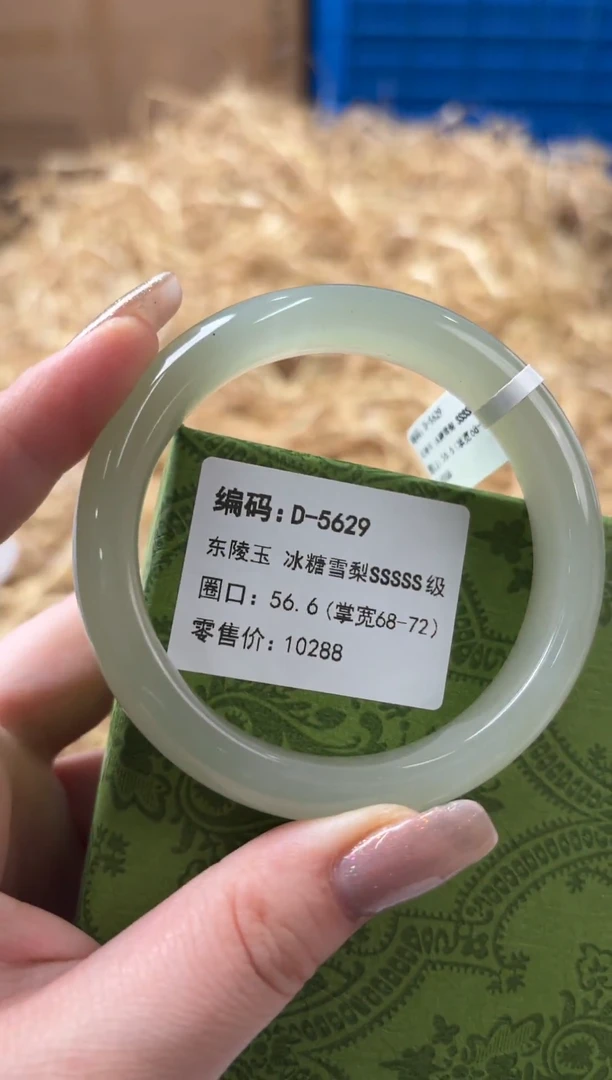 编码:D-5629
东陵玉 冰糖雪梨SSSSS级
圈口: 56.6(掌宽68-72)
零售价:10288